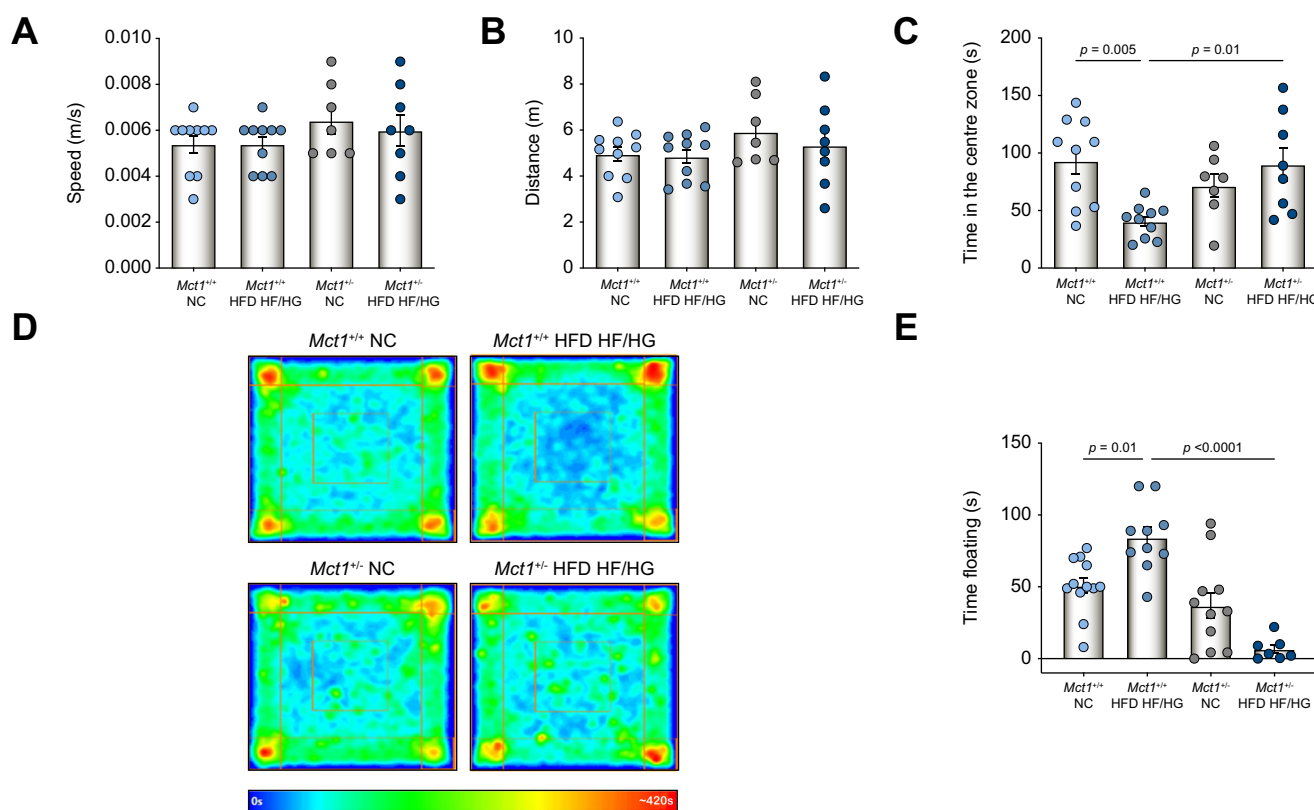 A
Speed (m/s)
0.010
0.008
0.006
0.004
0.002
0.000
Mct1+/+ NC
Mct1+/+ HFD HF/HG
Mct1+/- NC
Mct1+/- HFD HF/HG
B
Distance (m)
10
8
6
4
2
0
Mct1+/+ NC
Mct1+/+ HFD HF/HG
Mct1+/- NC
Mct1+/- HFD HF/HG
C
Time in the centre zone (s)
200
150
100
50
0
p = 0.005
p = 0.01
Mct1+/+ NC
Mct1+/+ HFD HF/HG
Mct1+/- NC
Mct1+/- HFD HF/HG
D
Mct1+/+ NC
Mct1+/+ HFD HF/HG
Mct1+/- NC
Mct1+/- HFD HF/HG
0s
~420s
E
Time floating (s)
150
100
50
0
p = 0.01
p <0.0001
Mct1+/+ NC
Mct1+/+ HFD HF/HG
Mct1+/- NC
Mct1+/- HFD HF/HG